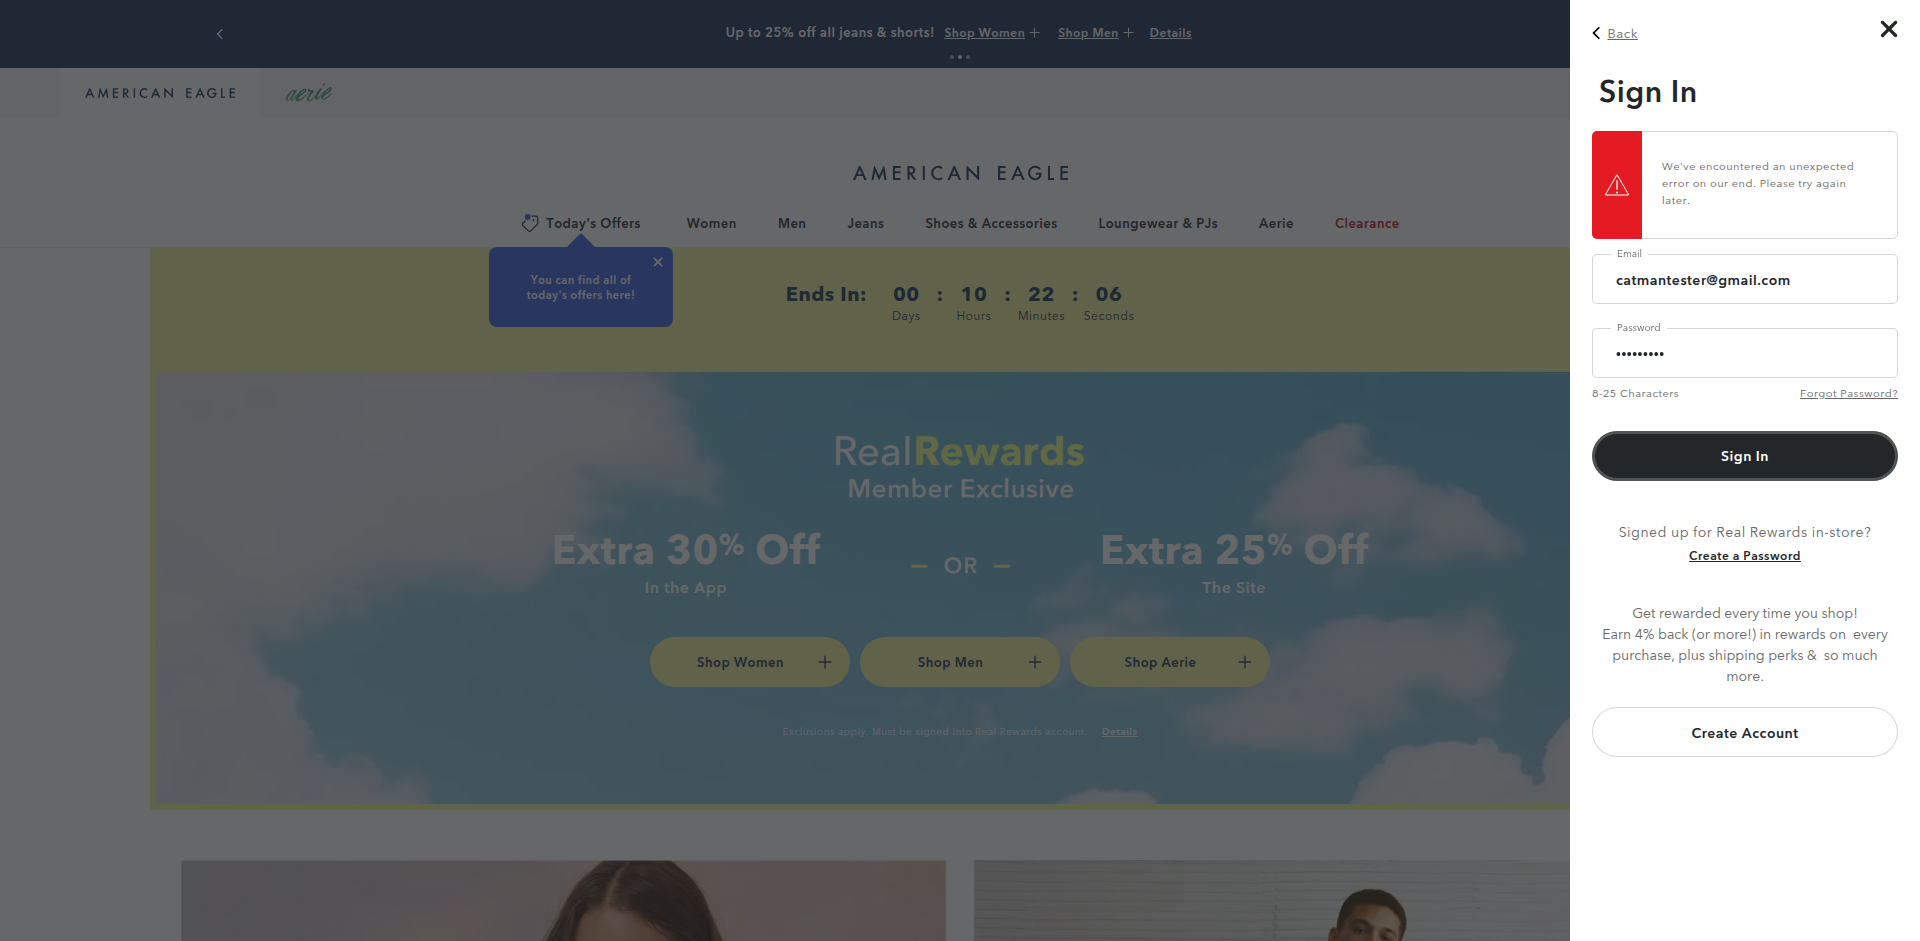 Up to 25% off all jeans & shorts! Shop Women Shop Men Details
AMERICAN EAGLE aerie
AMERICAN EAGLE
Today's Offers Women Men Jeans Shoes & Accessories Loungewear & PJs Aerie Clearance
You can find all of
today's offers here!
Ends In: 00 : 10 : 22 : 06
Days Hours Minutes Seconds
RealRewards
Member Exclusive
Extra 30% Off
In the App
OR
Extra 25% Off
The Site
Shop Women +
Shop Men +
Shop Aerie +
Exclusions apply. Must be signed into Real Rewards account. Details
Back
Sign In
We've encountered an unexpected
error on our end. Please try again
later.
Email
catmantester@gmail.com
Password
•••••••••
8-25 Characters Forgot Password?
Sign In
Signed up for Real Rewards in-store?
Create a Password
Get rewarded every time you shop!
Earn 4% back (or more!) in rewards on every
purchase, plus shipping perks & so much
more.
Create Account